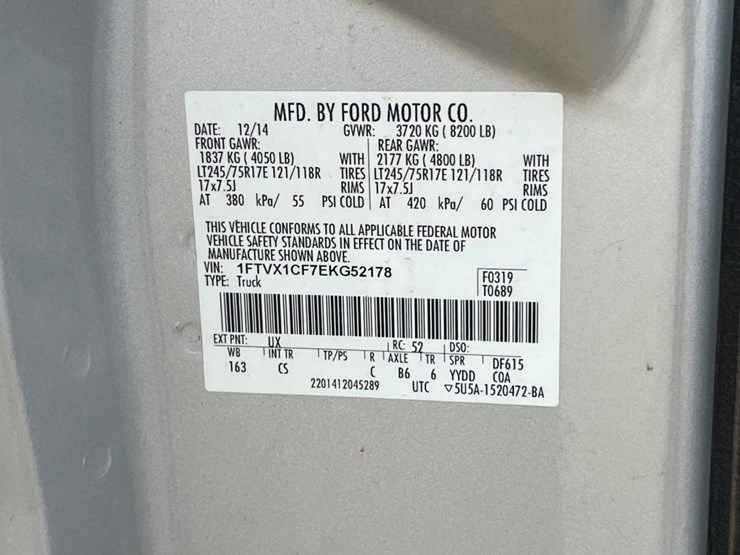 MFD. BY FORD MOTOR CO.
DATE: 12/14 GVWR: 3720 KG ( 8200 LB)
FRONT GAWR: REAR GAWR:
1837 KG ( 4050 LB) WITH 2177 KG ( 4800 LB) WITH
LT245/75R17E 121/118R TIRES LT245/75R17E 121/118R TIRES
17x7.5J RIMS 17x7.5J RIMS
AT 380 kPa/ 55 PSI COLD AT 420 kPa/ 60 PSI COLD
THIS VEHICLE CONFORMS TO ALL APPLICABLE FEDERAL MOTOR
VEHICLE SAFETY STANDARDS IN EFFECT ON THE DATE OF
MANUFACTURE SHOWN ABOVE.
VIN: 1FTVX1CF7EKG52178
TYPE: Truck
F0319
T0689
EXT PNT: UX RC: 52 DSO:
WB INT TR TP/PS R AXLE TR SPR DF615
163 CS C B6 6 YYDD COA
2201412045289 UTC ▽5U5A-1520472-BA